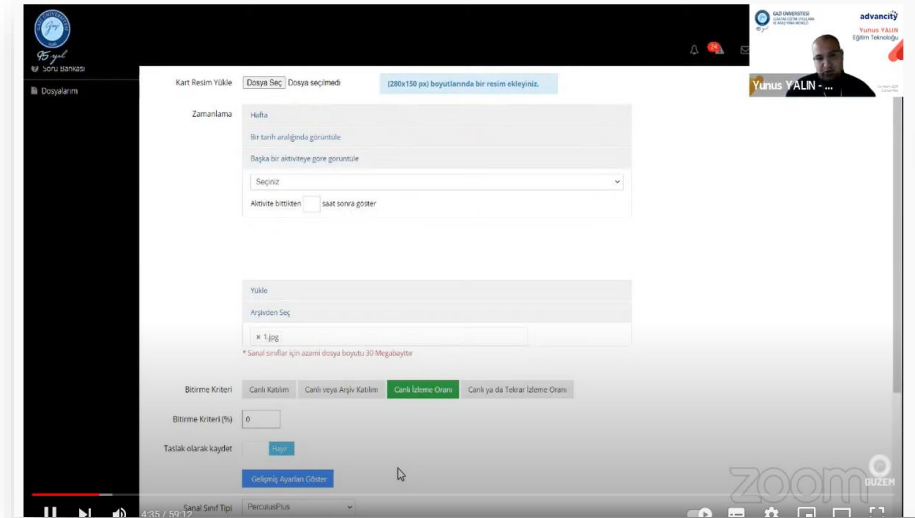 GAZİ ÜNİVERSİTESİ
advancity
Yunus YALIN
Eğitim Teknoloğu
Yunus YALIN - ...
95.yıl
24
Soru Bankası
Dosyalarım
Kart Resim Yükle
Dosya Seç Dosya seçilmedi
(280x150 px) boyutlarında bir resim ekleyiniz.
Zamanlama
Hafta
Bir tarih aralığında görüntüle
Başka bir aktiviteye göre görüntüle
Seçiniz
Aktivite bittikten saat sonra göster
Yükle
Arşivden Seç
× 1.jpg
* Sanal sınıflar için azami dosya boyutu 30 Megabayttır
Bitirme Kriteri
Canlı Katılım
Canlı veya Arşiv Katılım
Canlı İzleme Oranı
Canlı ya da Tekrar İzleme Oranı
Bitirme Kriteri (%)
0
Taslak olarak kaydet
Hayır
Gelişmiş Ayarları Göster
Sanal Sınıf Tipi
PerculusPlus
zoom
GUZEM
4:35 / 59:12